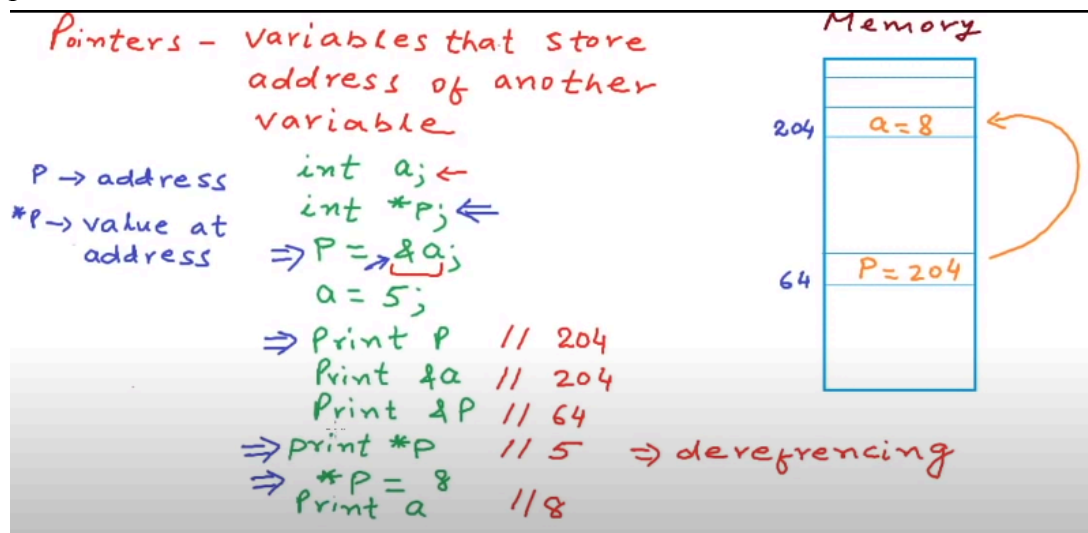 Pointers - variables that store
address of another
variable
P → address
*P → value at
address
int a; ←
int *P; ⇐
⇒ P = &a;
a = 5;
⇒ Print P // 204
Print &a // 204
Print &P // 64
⇒ print *P // 5 ⇒ derefrencing
⇒ *P = 8
Print a // 8
Memory
204 a = 8
64 P = 204